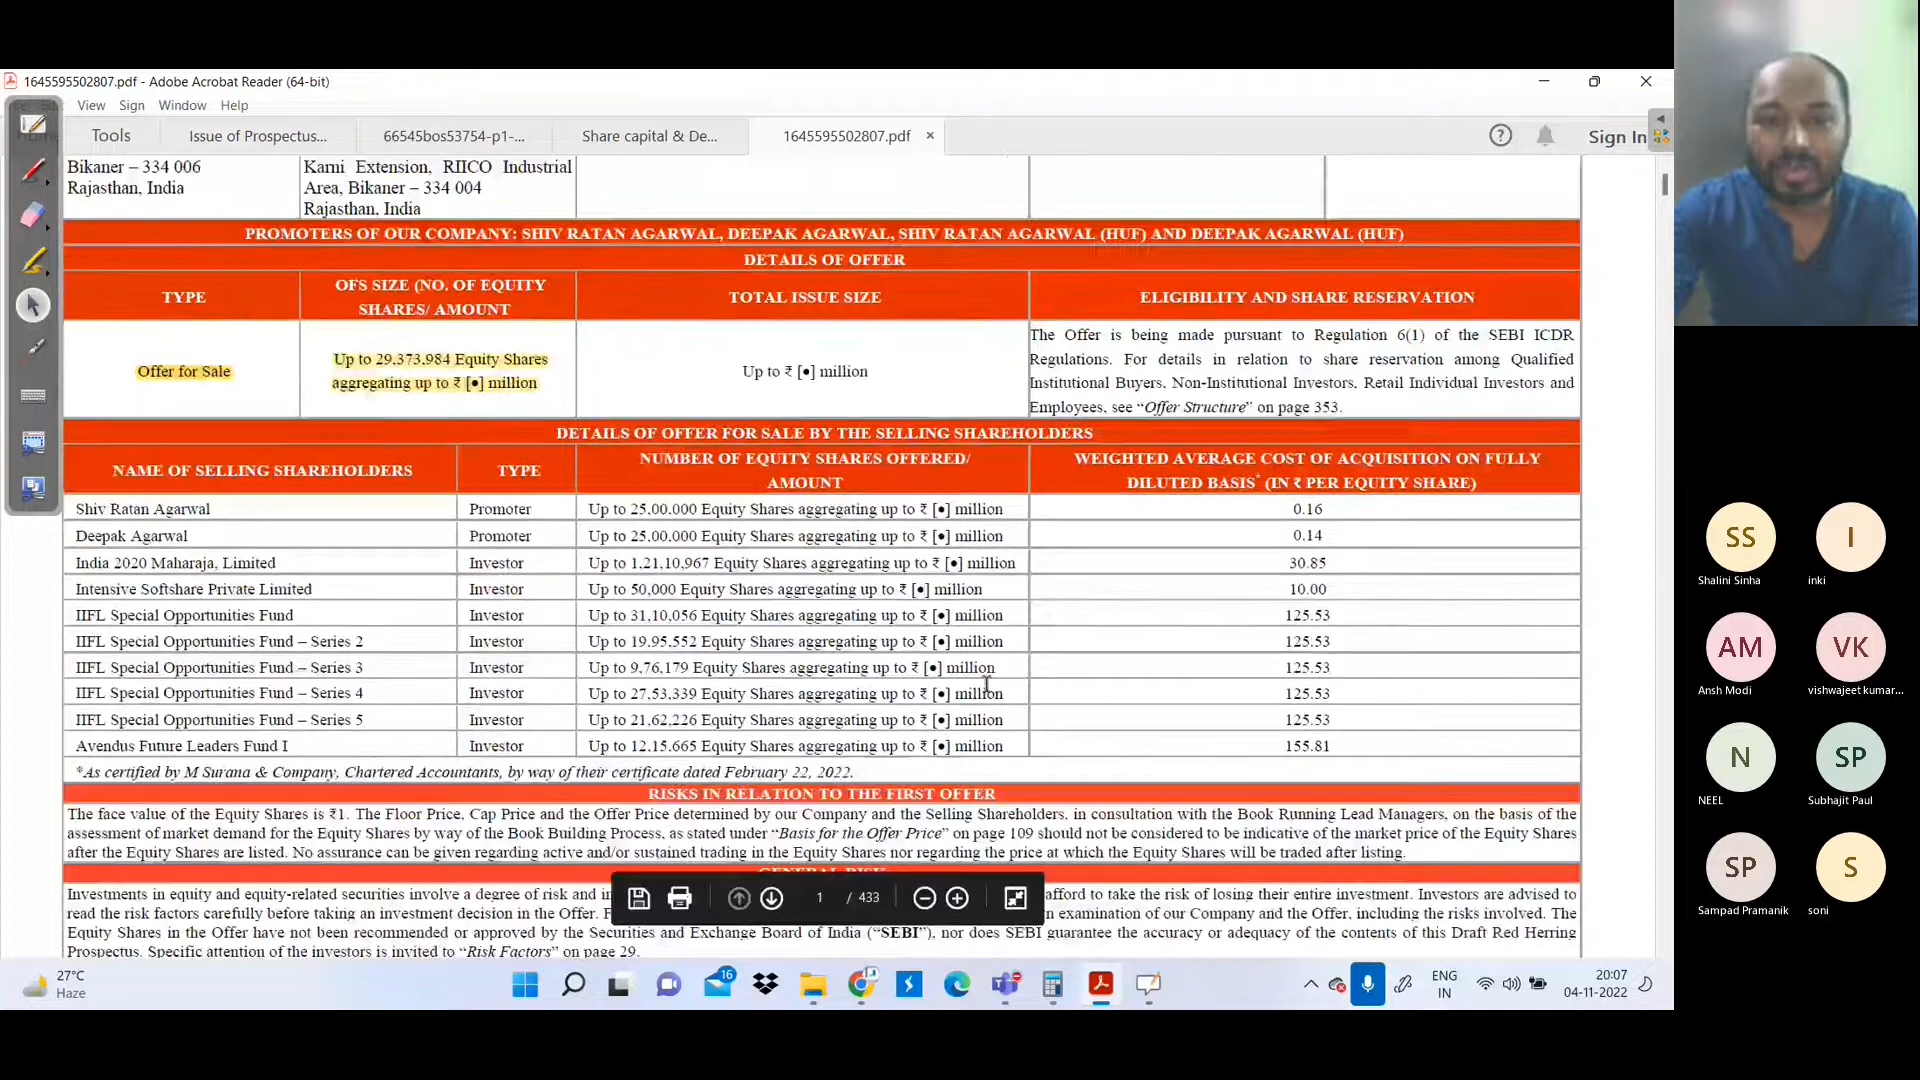 1645595502807.pdf - Adobe Acrobat Reader (64-bit)
View Sign Window Help
Tools
Issue of Prospectus...
66545bos53754-p1-...
Share capital & De...
1645595502807.pdf
Sign In
Bikaner – 334 006
Rajasthan, India
Karni Extension, RIICO Industrial
Area, Bikaner – 334 004
Rajasthan, India
PROMOTERS OF OUR COMPANY: SHIV RATAN AGARWAL, DEEPAK AGARWAL, SHIV RATAN AGARWAL (HUF) AND DEEPAK AGARWAL (HUF)
DETAILS OF OFFER
TYPE
OFS SIZE (NO. OF EQUITY
SHARES/ AMOUNT
TOTAL ISSUE SIZE
ELIGIBILITY AND SHARE RESERVATION
Offer for Sale
Up to 29,373,984 Equity Shares
aggregating up to ₹ [●] million
Up to ₹ [●] million
The Offer is being made pursuant to Regulation 6(1) of the SEBI ICDR
Regulations. For details in relation to share reservation among Qualified
Institutional Buyers, Non-Institutional Investors, Retail Individual Investors and
Employees, see “Offer Structure” on page 353.
DETAILS OF OFFER FOR SALE BY THE SELLING SHAREHOLDERS
NAME OF SELLING SHAREHOLDERS
TYPE
NUMBER OF EQUITY SHARES OFFERED/
AMOUNT
WEIGHTED AVERAGE COST OF ACQUISITION ON FULLY
DILUTED BASIS* (IN ₹ PER EQUITY SHARE)
Shiv Ratan Agarwal Promoter Up to 25,00,000 Equity Shares aggregating up to ₹ [●] million 0.16
Deepak Agarwal Promoter Up to 25,00,000 Equity Shares aggregating up to ₹ [●] million 0.14
India 2020 Maharaja, Limited Investor Up to 1,21,10,967 Equity Shares aggregating up to ₹ [●] million 30.85
Intensive Softshare Private Limited Investor Up to 50,000 Equity Shares aggregating up to ₹ [●] million 10.00
IIFL Special Opportunities Fund Investor Up to 31,10,056 Equity Shares aggregating up to ₹ [●] million 125.53
IIFL Special Opportunities Fund – Series 2 Investor Up to 19,95,552 Equity Shares aggregating up to ₹ [●] million 125.53
IIFL Special Opportunities Fund – Series 3 Investor Up to 9,76,179 Equity Shares aggregating up to ₹ [●] million 125.53
IIFL Special Opportunities Fund – Series 4 Investor Up to 27,53,339 Equity Shares aggregating up to ₹ [●] million 125.53
IIFL Special Opportunities Fund – Series 5 Investor Up to 21,62,226 Equity Shares aggregating up to ₹ [●] million 125.53
Avendus Future Leaders Fund I Investor Up to 12,15,665 Equity Shares aggregating up to ₹ [●] million 155.81
*As certified by M Surana & Company, Chartered Accountants, by way of their certificate dated February 22, 2022.
RISKS IN RELATION TO THE FIRST OFFER
The face value of the Equity Shares is ₹1. The Floor Price, Cap Price and the Offer Price determined by our Company and the Selling Shareholders, in consultation with the Book Running Lead Managers, on the basis of the
assessment of market demand for the Equity Shares by way of the Book Building Process, as stated under “Basis for the Offer Price” on page 109 should not be considered to be indicative of the market price of the Equity Shares
after the Equity Shares are listed. No assurance can be given regarding active and/or sustained trading in the Equity Shares nor regarding the price at which the Equity Shares will be traded after listing.
GENERAL RISK
Investments in equity and equity-related securities involve a degree of risk and in afford to take the risk of losing their entire investment. Investors are advised to
read the risk factors carefully before taking an investment decision in the Offer. F n examination of our Company and the Offer, including the risks involved. The
Equity Shares in the Offer have not been recommended or approved by the Securities and Exchange Board of India (“SEBI”), nor does SEBI guarantee the accuracy or adequacy of the contents of this Draft Red Herring
Prospectus. Specific attention of the investors is invited to “Risk Factors” on page 29.
1 / 433
27°C
Haze
16
ENG
IN
20:07
04-11-2022
SS
Shalini Sinha
I
inki
AM
Ansh Modi
VK
vishwajeet kumar...
N
NEEL
SP
Subhajit Paul
SP
Sampad Pramanik
S
soni